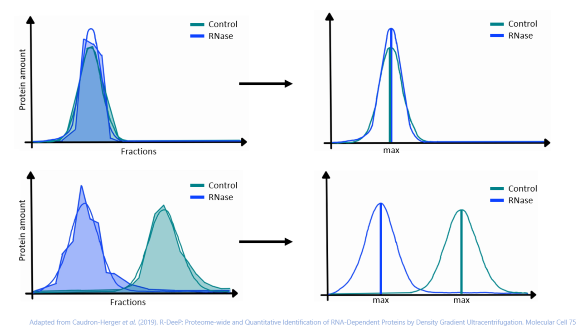 Control
RNase
Protein amount
Fractions
Control
RNase
max
Control
RNase
Protein amount
Fractions
Control
RNase
max
max
Adapted from Caudron-Herger et al. (2019). R-DeeP: Proteome-wide and Quantitative Identification of RNA-Dependent Proteins by Density Gradient Ultracentrifugation. Molecular Cell 75